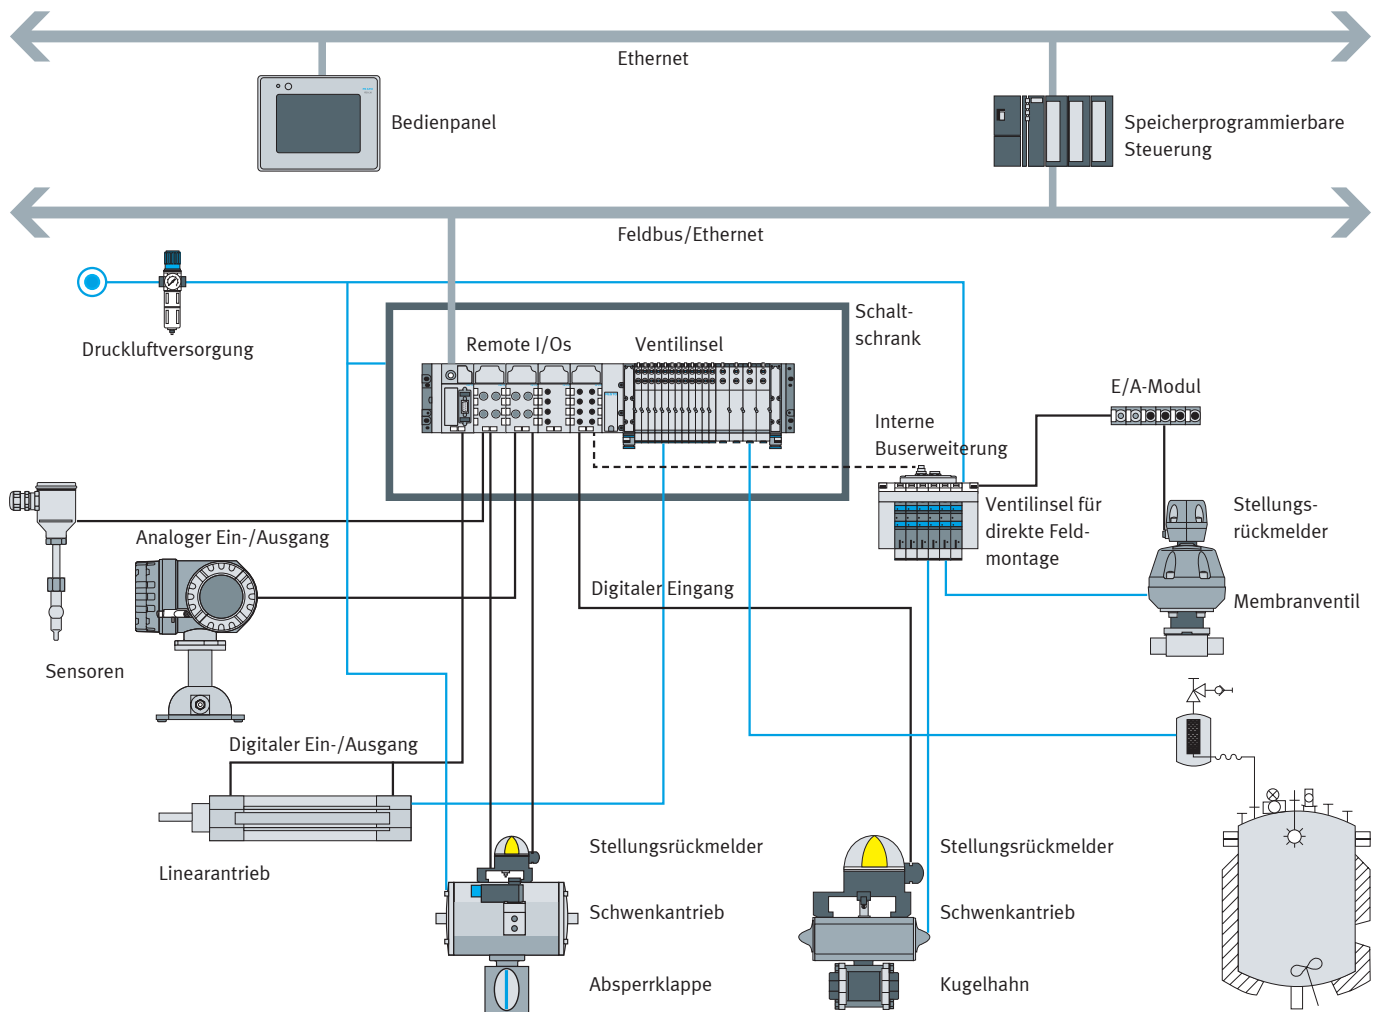 Ethernet
Bedienpanel
Speicherprogrammierbare
Steuerung
Feldbus/Ethernet
Druckluftversorgung
Schalt-
schrank
Remote I/Os
Ventilinsel
E/A-Modul
Interne
Buserweiterung
Ventilinsel für
direkte Feld-
montage
Stellungs-
rückmelder
Analoger Ein-/Ausgang
Digitaler Eingang
Membranventil
Sensoren
Digitaler Ein-/Ausgang
Linearantrieb
Stellungsrückmelder
Schwenkantrieb
Absperrklappe
Stellungsrückmelder
Schwenkantrieb
Kugelhahn